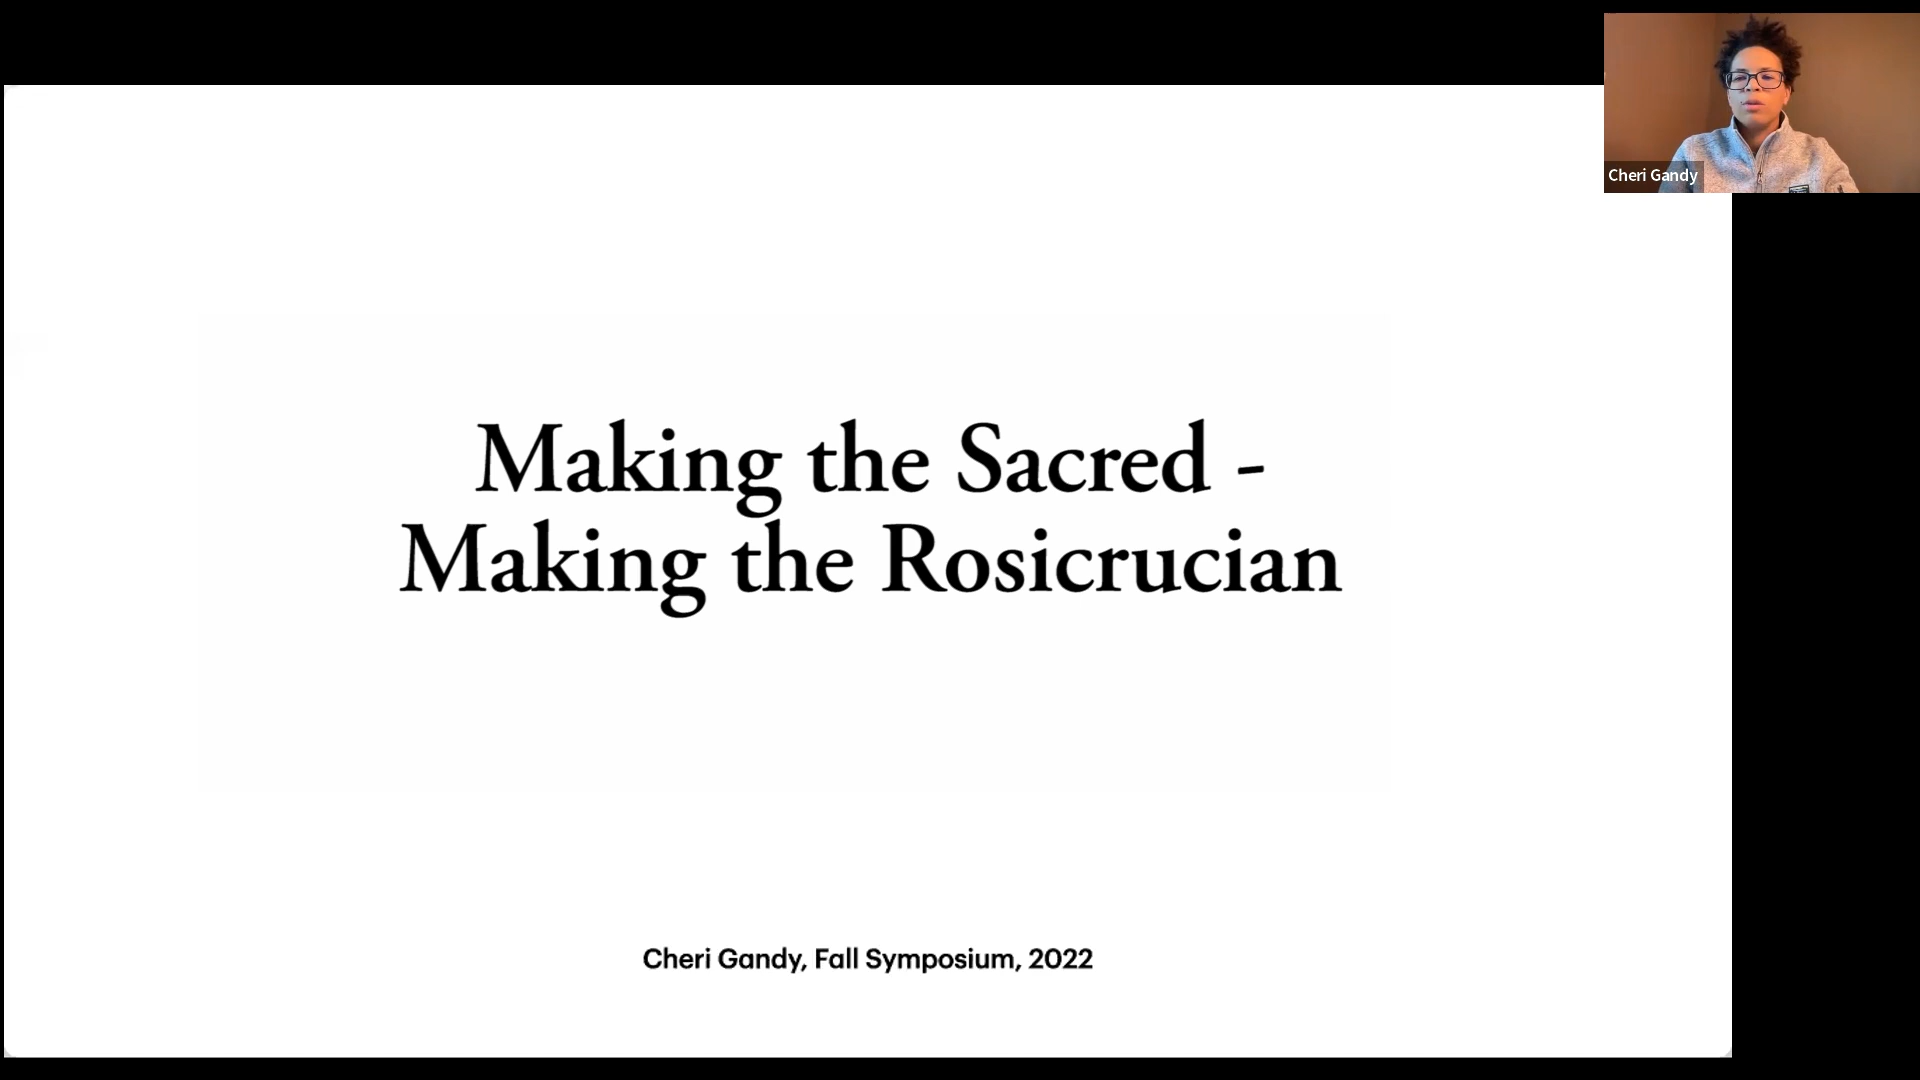 Cheri Gandy
Making the Sacred -
Making the Rosicrucian
Cheri Gandy, Fall Symposium, 2022